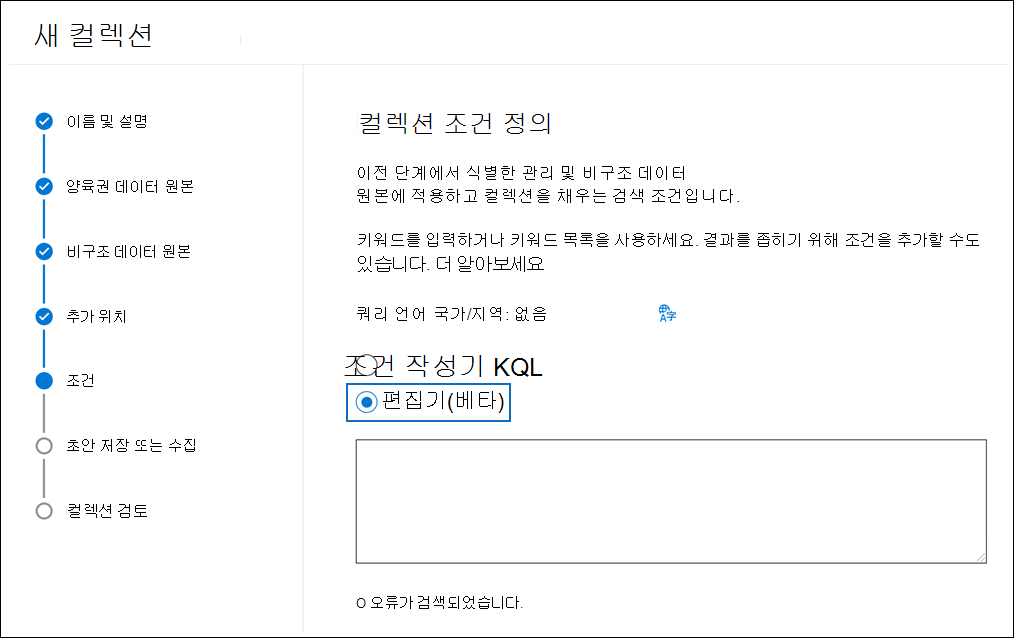 새 컬렉션
이름 및 설명
양육권 데이터 원본
비구조 데이터 원본
추가 위치
조건
초안 저장 또는 수집
컬렉션 검토
컬렉션 조건 정의
이전 단계에서 식별한 관리 및 비구조 데이터
원본에 적용하고 컬렉션을 채우는 검색 조건입니다.
키워드를 입력하거나 키워드 목록을 사용하세요. 결과를 좁히기 위해 조건을 추가할 수도
있습니다. 더 알아보세요
쿼리 언어 국가/지역: 없음
조건 작성기 KQL
편집기(베타)
O 오류가 검색되었습니다.